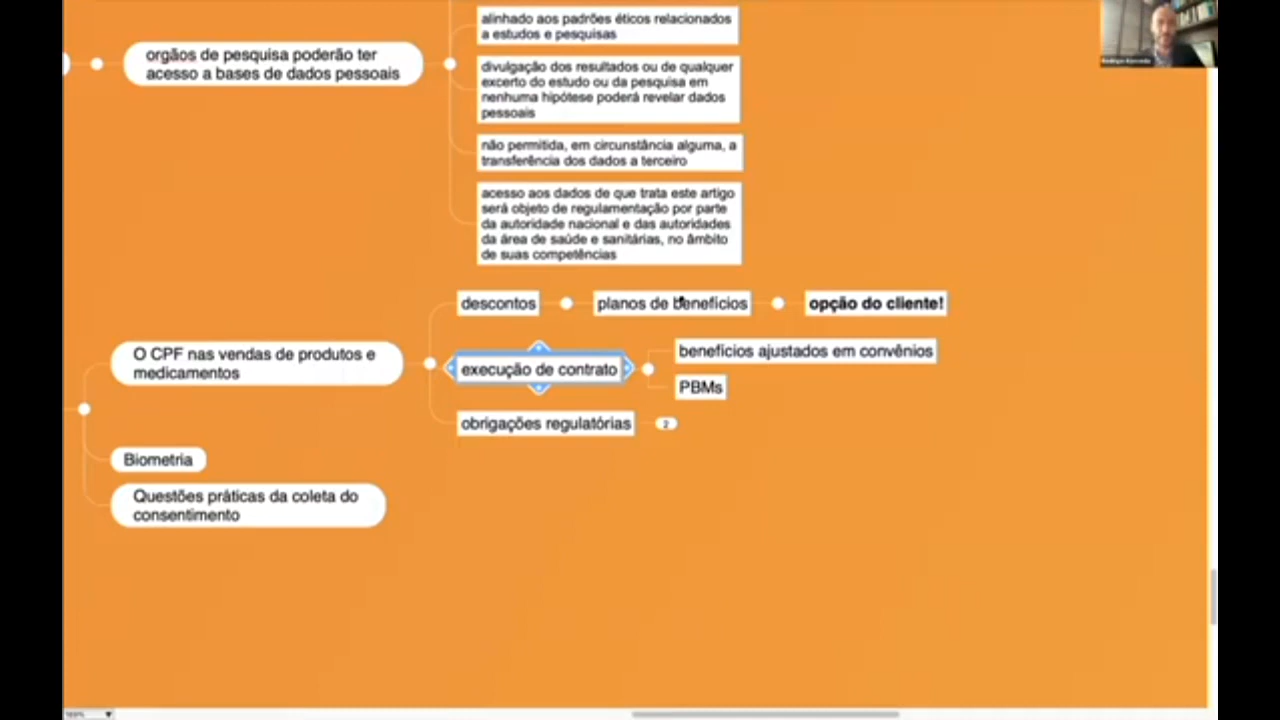 alinhado aos padrões éticos relacionados
a estudos e pesquisas
orgãos de pesquisa poderão ter
acesso a bases de dados pessoais
divulgação dos resultados ou de qualquer
excerto do estudo ou da pesquisa em
nenhuma hipótese poderá revelar dados
pessoais
não permitida, em circunstância alguma, a
transferência dos dados a terceiro
acesso aos dados de que trata este artigo
será objeto de regulamentação por parte
da autoridade nacional e das autoridades
da área de saúde e sanitárias, no âmbito
de suas competências
descontos
planos de benefícios
opção do cliente!
O CPF nas vendas de produtos e
medicamentos
execução de contrato
benefícios ajustados em convênios
PBMs
obrigações regulatórias
2
Biometria
Questões práticas da coleta do
consentimento